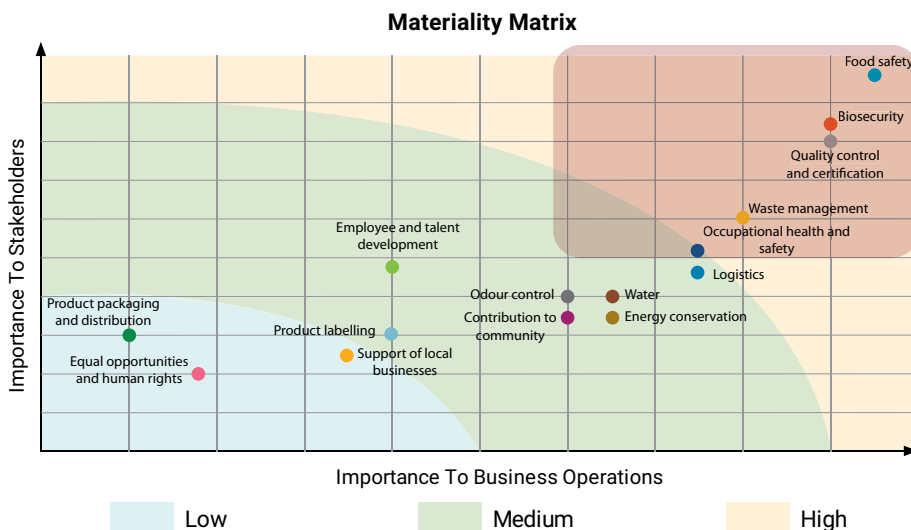 Materiality Matrix
Importance To Stakeholders
Food safety
Biosecurity
Quality control
and certification
Waste management
Occupational health and
safety
Logistics
Employee and talent
development
Odour control
Water
Contribution to
community
Energy conservation
Product packaging
and distribution
Product labelling
Support of local
businesses
Equal opportunities
and human rights
Importance To Business Operations
Low
Medium
High